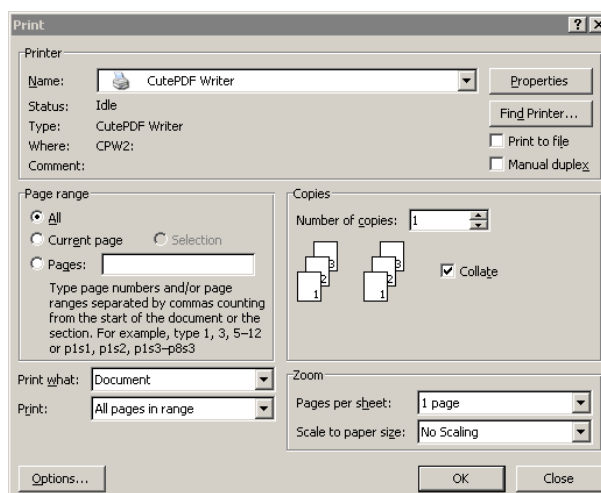 Print
Printer
Name: CutePDF Writer Properties
Status: Idle Find Printer...
Type: CutePDF Writer
Where: CPW2: Print to file
Comment: Manual duplex
Page range
All
Current page Selection
Pages:
Type page numbers and/or page
ranges separated by commas counting
from the start of the document or the
section. For example, type 1, 3, 5–12
or p1s1, p1s2, p1s3–p8s3
Copies
Number of copies: 1
1 2 3 1 2 3 Collate
Print what: Document
Print: All pages in range
Zoom
Pages per sheet: 1 page
Scale to paper size: No Scaling
Options... OK Close